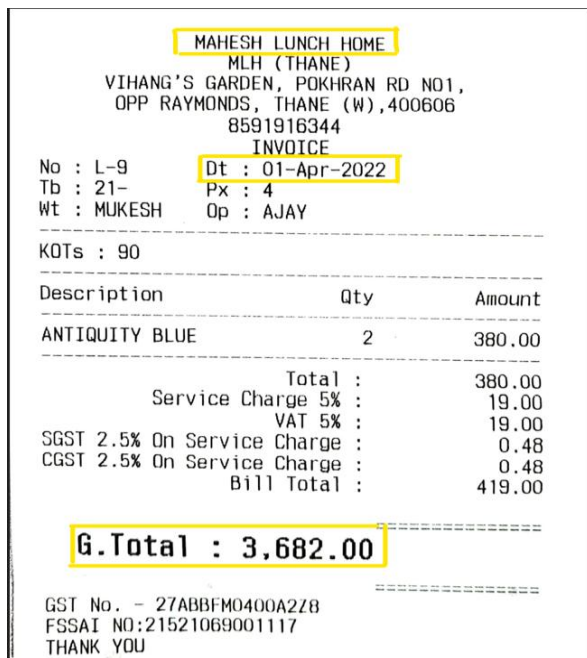 MAHESH LUNCH HOME
MLH (THANE)
VIHANG'S GARDEN, POKHRAN RD NO1,
OPP RAYMONDS, THANE (W),400606
8591916344
INVOICE
No : L-9 Dt : 01-Apr-2022
Tb : 21- Px : 4
Wt : MUKESH Op : AJAY
KOTs : 90
Description Qty Amount
ANTIQUITY BLUE 2 380.00
Total : 380.00
Service Charge 5% : 19.00
VAT 5% : 19.00
SGST 2.5% On Service Charge : 0.48
CGST 2.5% On Service Charge : 0.48
Bill Total : 419.00
G.Total : 3,682.00
GST No. - 27ABBFM0400A2Z8
FSSAI NO:21521069001117
THANK YOU